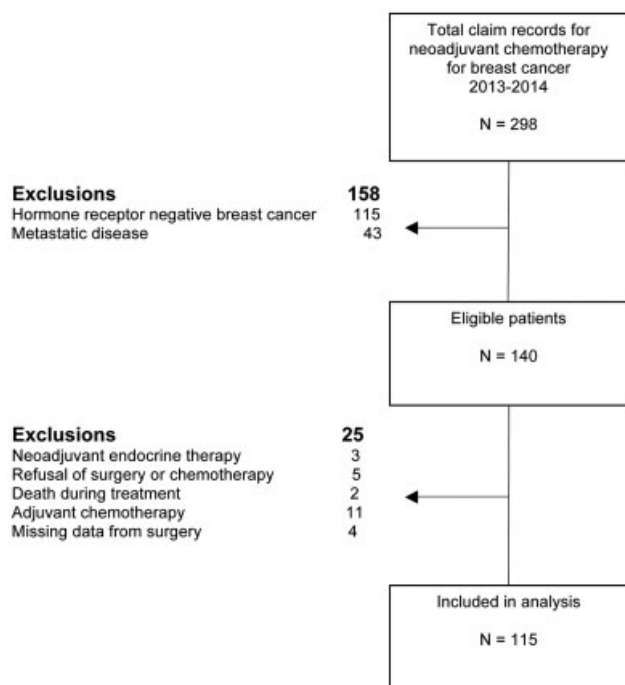 Total claim records for
neoadjuvant chemotherapy
for breast cancer
2013-2014
N = 298
Exclusions 158
Hormone receptor negative breast cancer 115
Metastatic disease 43
Eligible patients
N = 140
Exclusions 25
Neoadjuvant endocrine therapy 3
Refusal of surgery or chemotherapy 5
Death during treatment 2
Adjuvant chemotherapy 11
Missing data from surgery 4
Included in analysis
N = 115